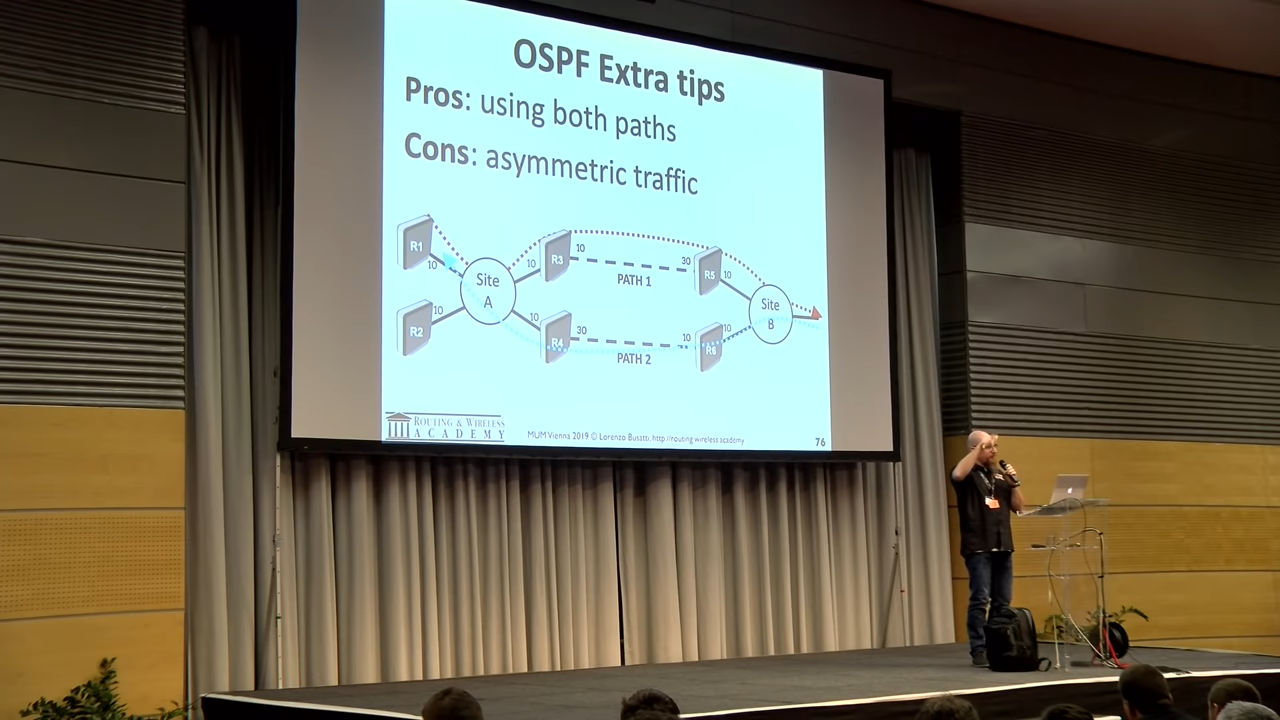 OSPF Extra tips
Pros: using both paths
Cons: asymmetric traffic
R1
10
R2
10
Site
A
10
R3
10
30
R5
10
PATH 1
10
R4
30
10
R6
10
PATH 2
Site
B
ROUTING & WIRELESS
ACADEMY
MUM Vienna 2019 © Lorenzo Busatti, http://routing.wireless.academy
76